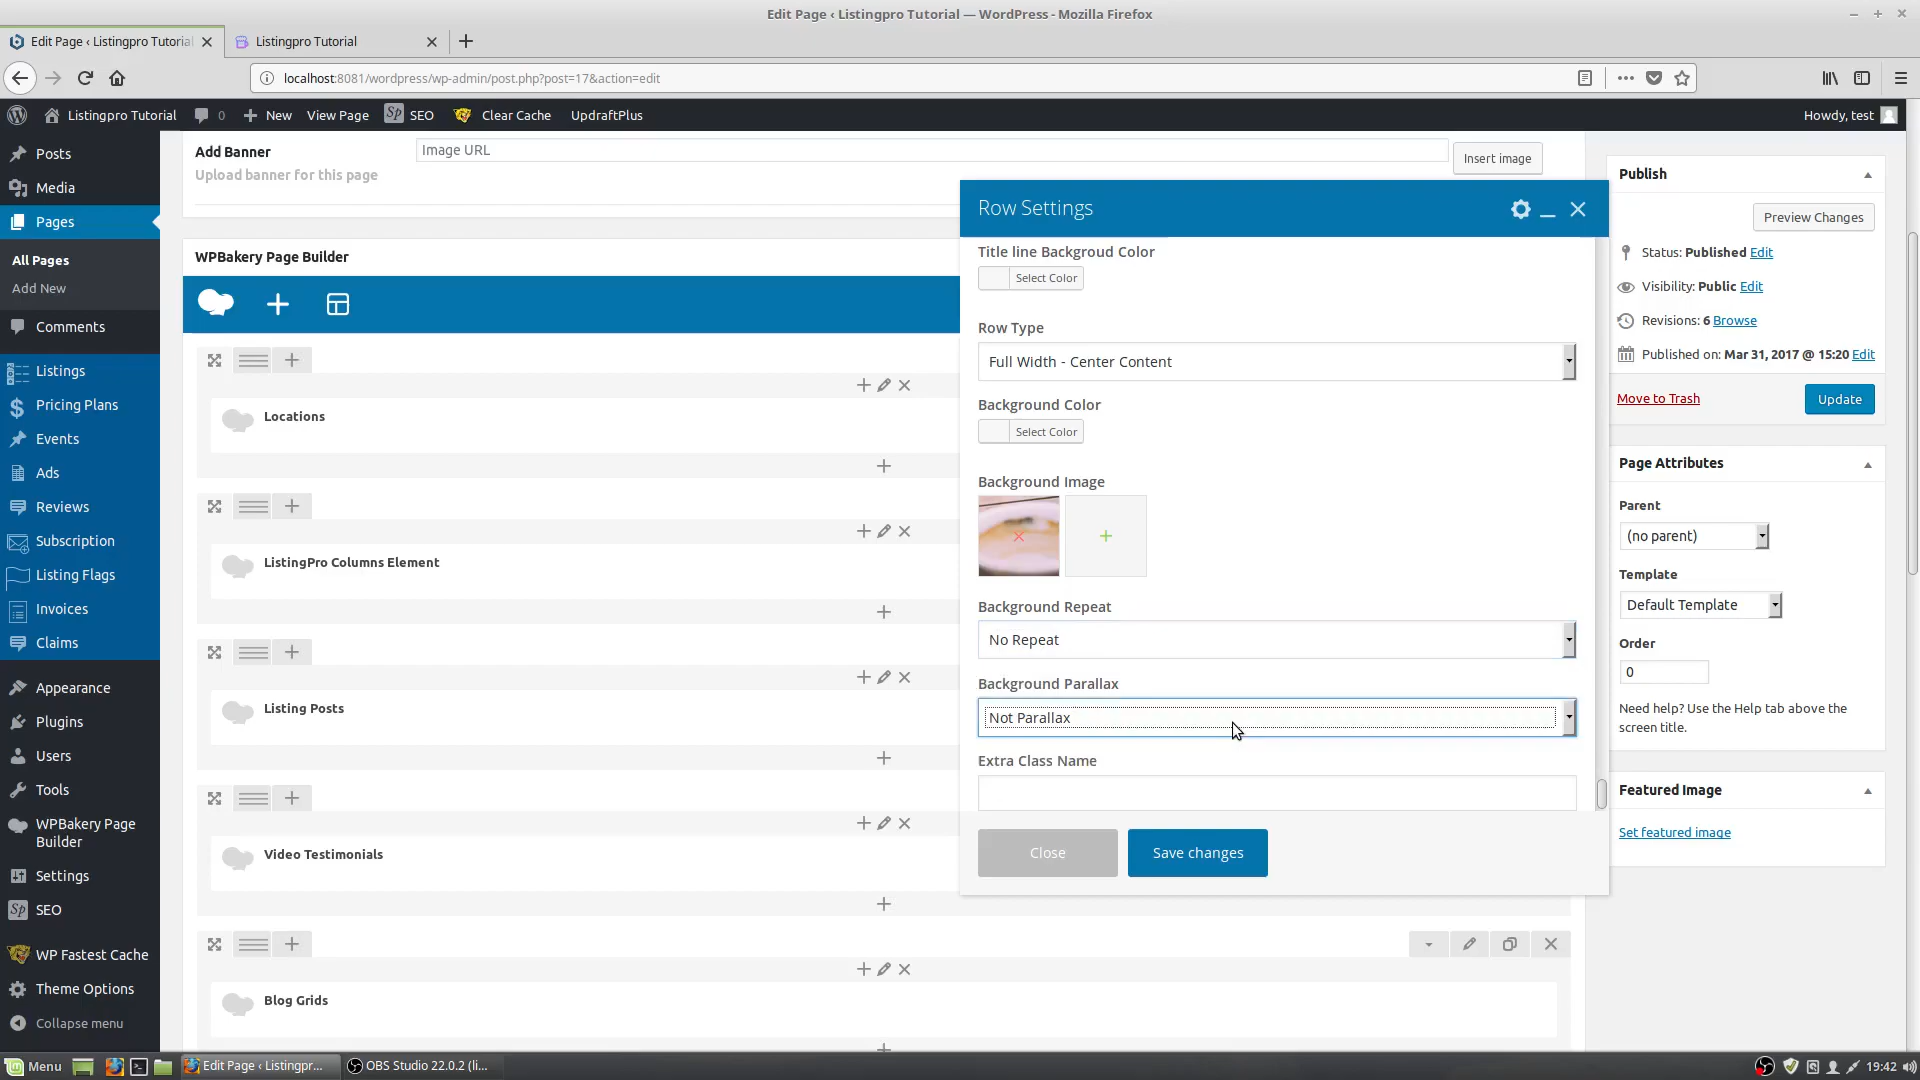 Edit Page ‹ Listingpro Tutorial — WordPress - Mozilla Firefox
Edit Page ‹ Listingpro Tutorial
Listingpro Tutorial
localhost:8081/wordpress/wp-admin/post.php?post=17&action=edit
Listingpro Tutorial
0
New
View Page
Sp SEO
Clear Cache
UpdraftPlus
Howdy, test
Posts
Media
Pages
All Pages
Add New
Comments
Listings
Pricing Plans
Events
Ads
Reviews
Subscription
Listing Flags
Invoices
Claims
Appearance
Plugins
Users
Tools
WPBakery Page
Builder
Settings
Sp SEO
WP Fastest Cache
Theme Options
Collapse menu
Add Banner
Upload banner for this page
Image URL
Insert image
WPBakery Page Builder
Locations
ListingPro Columns Element
Listing Posts
Video Testimonials
Blog Grids
Row Settings
Title line Backgroud Color
Select Color
Row Type
Full Width - Center Content
Background Color
Select Color
Background Image
Background Repeat
No Repeat
Background Parallax
Not Parallax
Extra Class Name
Close
Save changes
Publish
Preview Changes
Status: Published Edit
Visibility: Public Edit
Revisions: 6 Browse
Published on: Mar 31, 2017 @ 15:20 Edit
Move to Trash
Update
Page Attributes
Parent
(no parent)
Template
Default Template
Order
0
Need help? Use the Help tab above the
screen title.
Featured Image
Set featured image
Menu
Edit Page ‹ Listingpr...
OBS Studio 22.0.2 (li...
19:42